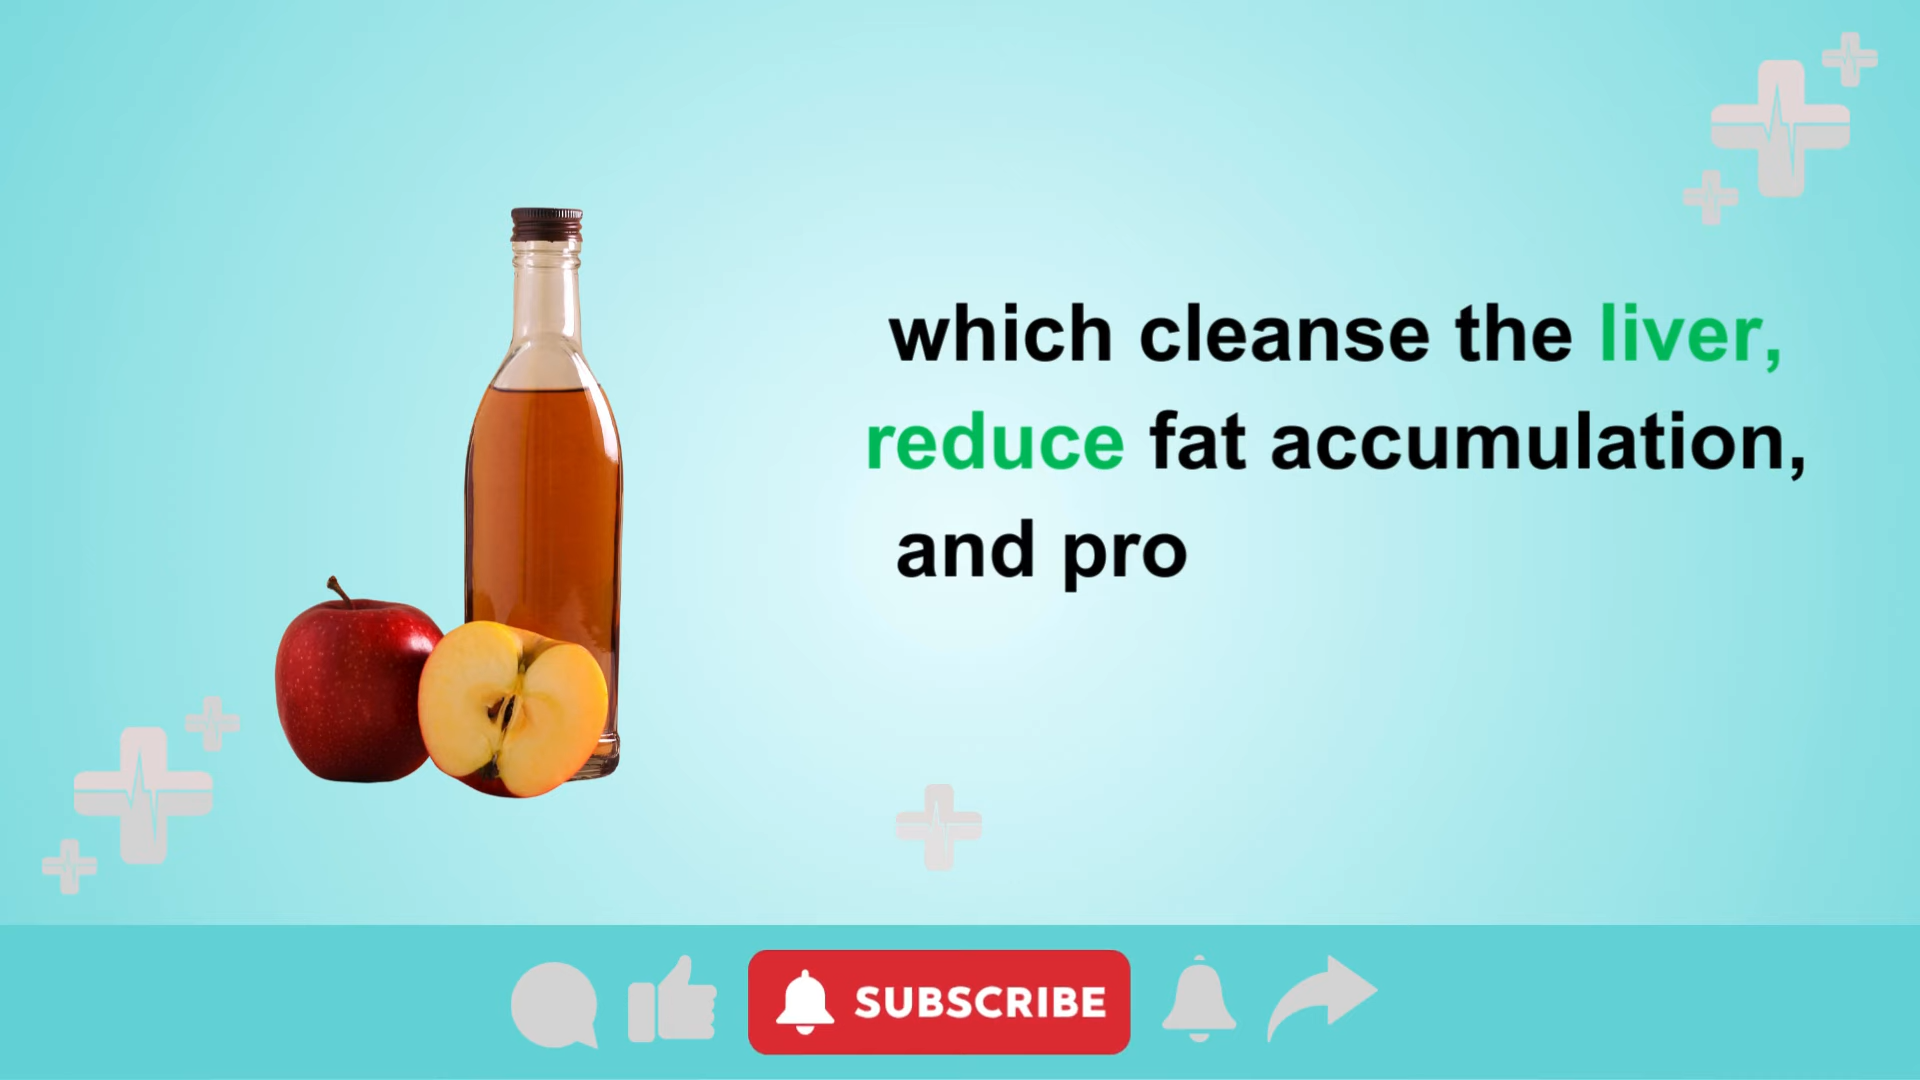 which cleanse the liver,
reduce fat accumulation,
and pro
SUBSCRIBE